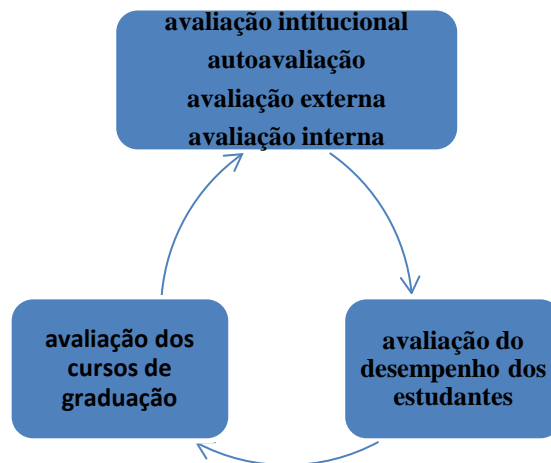 avaliação intitucional
autoavaliação
avaliação externa
avaliação interna
avaliação dos
cursos de
graduação
avaliação do
desempenho dos
estudantes